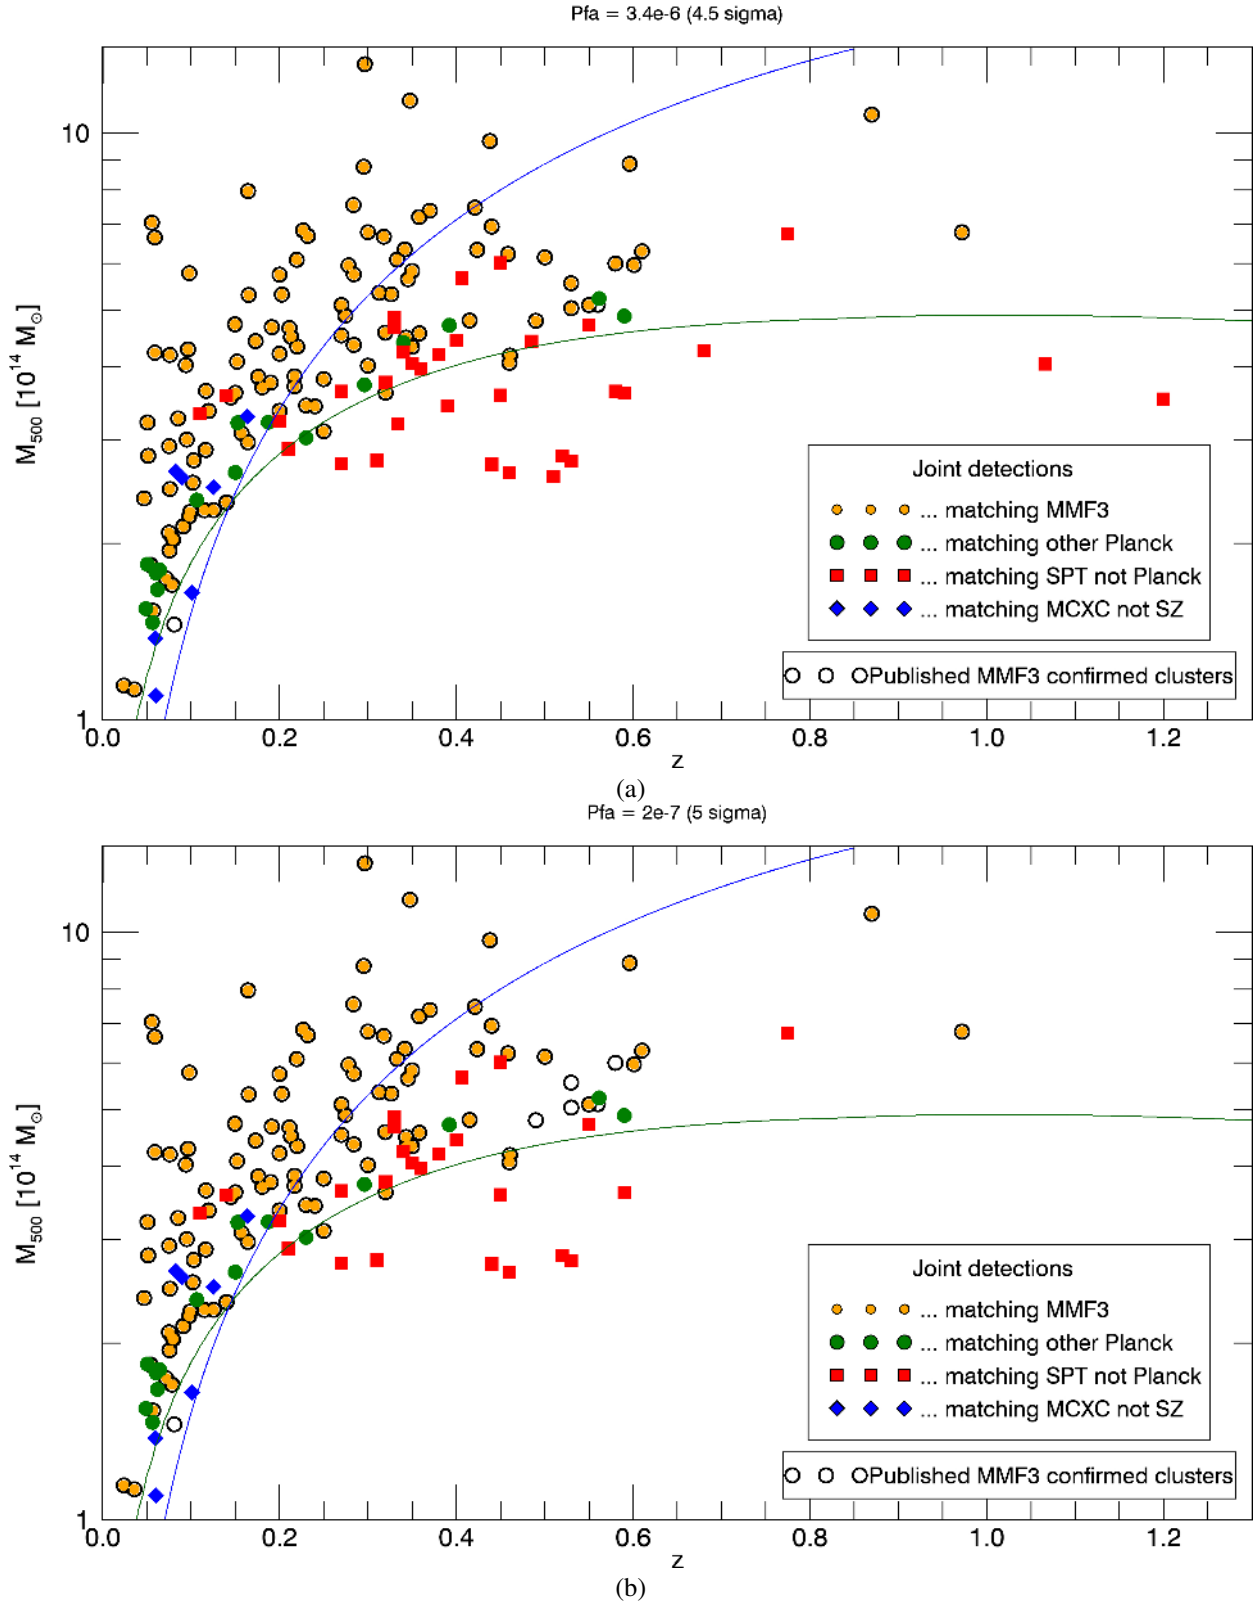 Pfa = 3.4e-6 (4.5 sigma)
10
1
M500 [10^14 M⊙]
0.0 0.2 0.4 0.6 0.8 1.0 1.2
z
Joint detections
... matching MMF3
... matching other Planck
... matching SPT not Planck
... matching MCXC not SZ
Published MMF3 confirmed clusters
(a)
Pfa = 2e-7 (5 sigma)
10
1
M500 [10^14 M⊙]
0.0 0.2 0.4 0.6 0.8 1.0 1.2
z
Joint detections
... matching MMF3
... matching other Planck
... matching SPT not Planck
... matching MCXC not SZ
Published MMF3 confirmed clusters
(b)